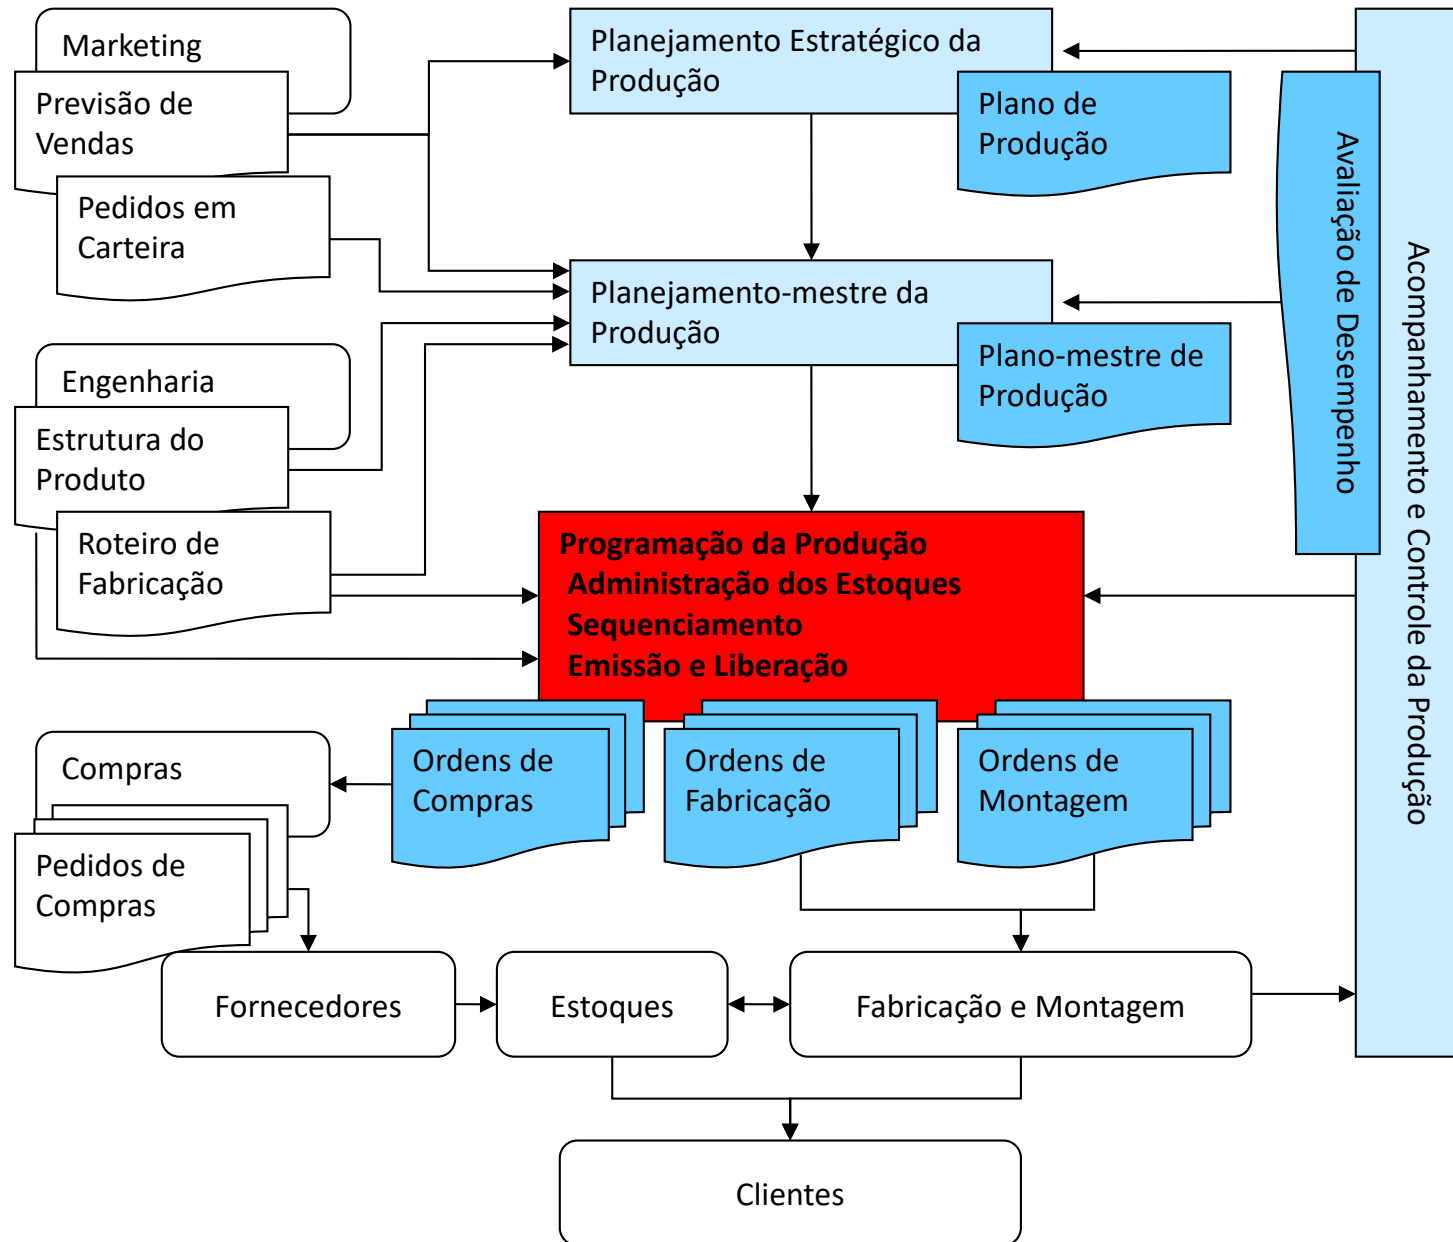 Marketing
Previsão de
Vendas
Pedidos em
Carteira
Planejamento Estratégico da
Produção
Plano de
Produção
Planejamento-mestre da
Produção
Plano-mestre de
Produção
Avaliação de Desempenho
Acompanhamento e Controle da Produção
Engenharia
Estrutura do
Produto
Roteiro de
Fabricação
Programação da Produção
Administração dos Estoques
Sequenciamento
Emissão e Liberação
Ordens de
Compras
Ordens de
Fabricação
Ordens de
Montagem
Compras
Pedidos de
Compras
Fornecedores
Estoques
Fabricação e Montagem
Clientes